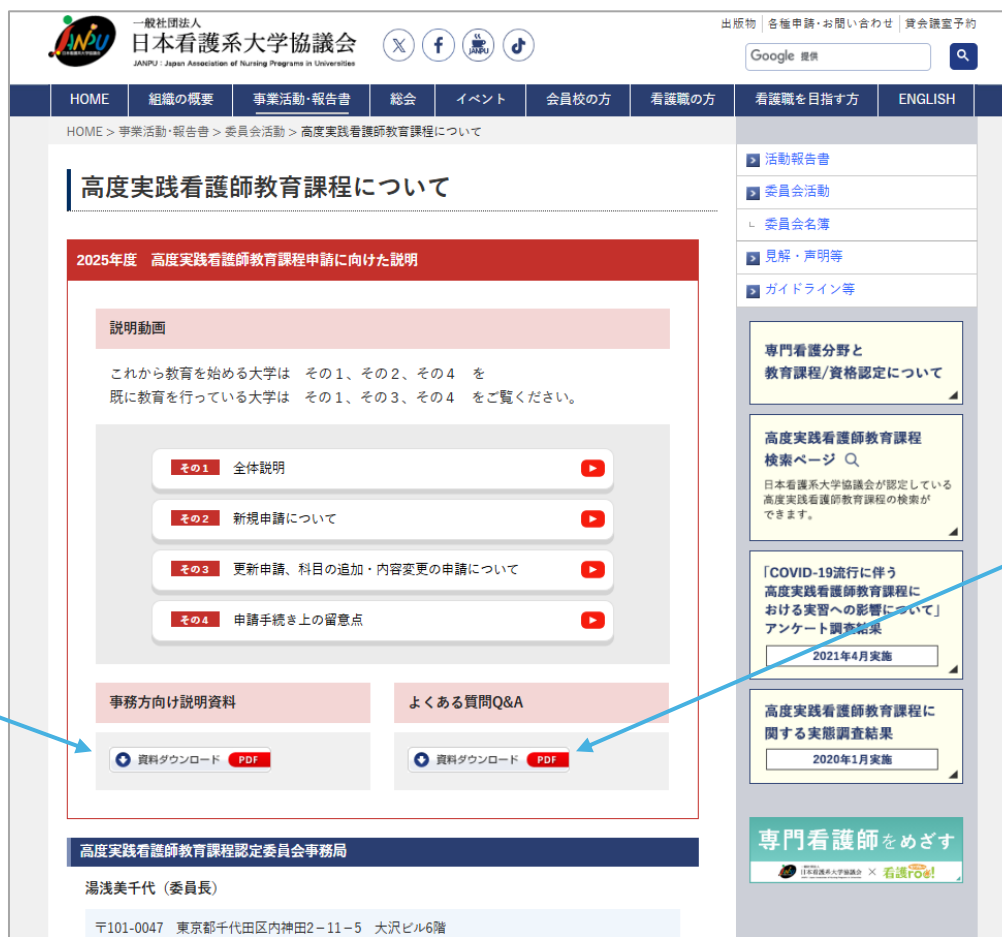 一般社団法人
日本看護系大学協議会
JANPU : Japan Association of Nursing Programs in Universities
JANPU
出版物 各種申請・お問い合わせ 貸会議室予約
Google 提供
HOME 組織の概要 事業活動・報告書 総会 イベント 会員校の方 看護職の方 看護職を目指す方 ENGLISH
HOME > 事業活動・報告書 > 委員会活動 > 高度実践看護師教育課程について
高度実践看護師教育課程について
2025年度 高度実践看護師教育課程申請に向けた説明
説明動画
これから教育を始める大学は その1、その2、その4 を
既に教育を行っている大学は その1、その3、その4 をご覧ください。
その1 全体説明
その2 新規申請について
その3 更新申請、科目の追加・内容変更の申請について
その4 申請手続き上の留意点
事務方向け説明資料
資料ダウンロード PDF
よくある質問Q&A
資料ダウンロード PDF
高度実践看護師教育課程認定委員会事務局
湯浅美千代（委員長）
〒101-0047 東京都千代田区内神田2-11-5 大沢ビル6階
活動報告書
委員会活動
委員会名簿
見解・声明等
ガイドライン等
専門看護分野と
教育課程/資格認定について
高度実践看護師教育課程
検索ページ
日本看護系大学協議会が認定している
高度実践看護師教育課程の検索が
できます。
「COVID-19流行に伴う
高度実践看護師教育課程に
おける実習への影響について」
アンケート調査結果
2021年4月実施
高度実践看護師教育課程に
関する実態調査結果
2020年1月実施
専門看護師をめざす
日本看護系大学協議会 × 看護roo!